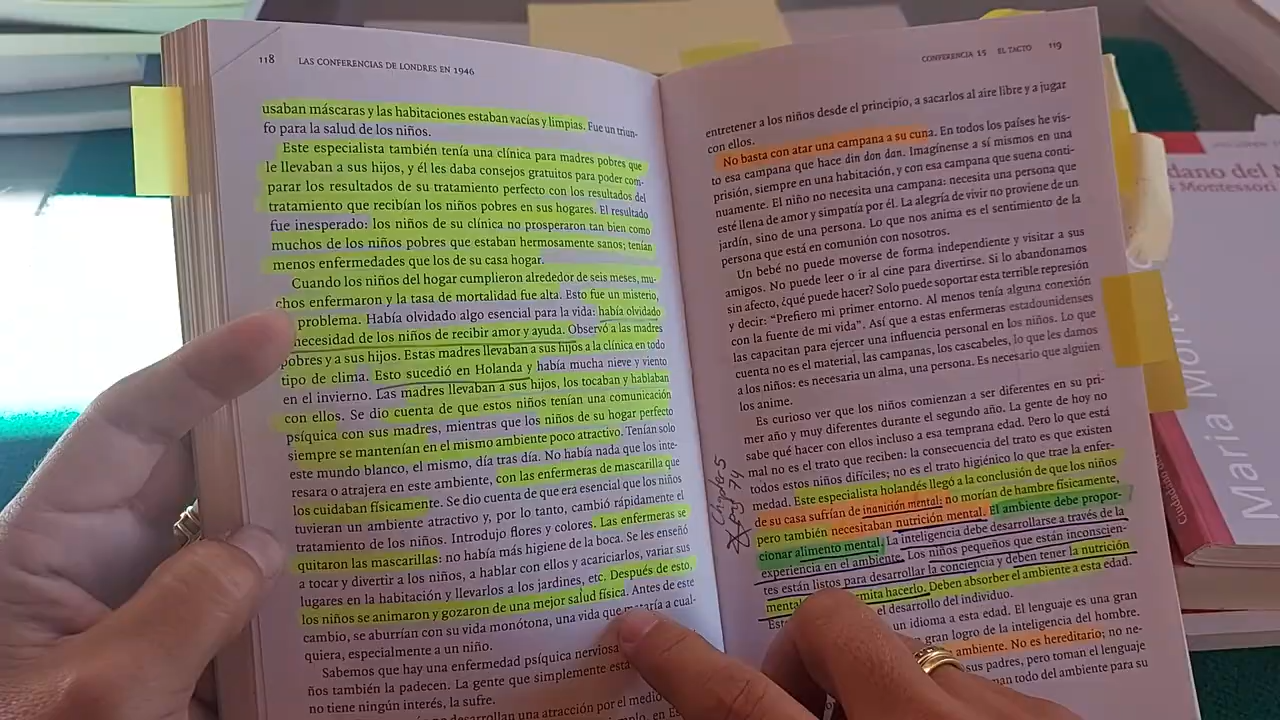 118 LAS CONFERENCIAS DE LONDRES EN 1946
usaban máscaras y las habitaciones estaban vacías y limpias. Fue un triun-
fo para la salud de los niños.
Este especialista también tenía una clínica para madres pobres que
le llevaban a sus hijos, y él les daba consejos gratuitos para poder com-
parar los resultados de su tratamiento perfecto con los resultados del
tratamiento que recibían los niños pobres en sus hogares. El resultado
fue inesperado: los niños de su clínica no prosperaron tan bien como
muchos de los niños pobres que estaban hermosamente sanos; tenían
menos enfermedades que los de su casa hogar.
Cuando los niños del hogar cumplieron alrededor de seis meses, mu-
chos enfermaron y la tasa de mortalidad fue alta. Esto fue un misterio,
problema. Había olvidado algo esencial para la vida: había olvidado
necesidad de los niños de recibir amor y ayuda. Observó a las madres
pobres y a sus hijos. Estas madres llevaban a sus hijos a la clínica en todo
tipo de clima. Esto sucedió en Holanda y había mucha nieve y viento
en el invierno. Las madres llevaban a sus hijos, los tocaban y hablaban
con ellos. Se dio cuenta de que estos niños tenían una comunicación
psíquica con sus madres, mientras que los niños de su hogar perfecto
siempre se mantenían en el mismo ambiente poco atractivo. Tenían solo
este mundo blanco, el mismo, día tras día. No había nada que los inte-
resara o atrajera en este ambiente, con las enfermeras de mascarilla que
los cuidaban físicamente. Se dio cuenta de que era esencial que los niños
tuvieran un ambiente atractivo y, por lo tanto, cambió rápidamente el
tratamiento de los niños. Introdujo flores y colores. Las enfermeras se
quitaron las mascarillas: no había más higiene de la boca. Se les enseñó
a tocar y divertir a los niños, a hablar con ellos y acariciarlos, variar sus
lugares en la habitación y llevarlos a los jardines, etc. Después de esto,
los niños se animaron y gozaron de una mejor salud física. Antes de este
cambio, se aburrían con su vida monótona, una vida que mataría a cual-
quiera, especialmente a un niño.
Sabemos que hay una enfermedad psíquica nerviosa
ños también la padecen. La gente que simplemente está
no tiene ningún interés, la sufre.
desarrollan una atracción por el medio
CONFERENCIA 15 EL TACTO 119
entretener a los niños desde el principio, a sacarlos al aire libre y a jugar
con ellos.
No basta con atar una campana a su cuna. En todos los países he vis-
to esa campana que hace din don dan. Imagínense a sí mismos en una
prisión, siempre en una habitación, y con esa campana que suena conti-
nuamente. El niño no necesita una campana: necesita una persona que
esté llena de amor y simpatía por él. La alegría de vivir no proviene de un
jardín, sino de una persona. Lo que nos anima es el sentimiento de la
persona que está en comunión con nosotros.
Un bebé no puede moverse de forma independiente y visitar a sus
amigos. No puede leer o ir al cine para divertirse. Si lo abandonamos
sin afecto, ¿qué puede hacer? Solo puede soportar esta terrible represión
y decir: “Prefiero mi primer entorno. Al menos tenía alguna conexión
con la fuente de mi vida”. Así que a estas enfermeras estadounidenses
las capacitan para ejercer una influencia personal en los niños. Lo que
cuenta no es el material, las campanas, los cascabeles, lo que les damos
a los niños: es necesaria un alma, una persona. Es necesario que alguien
los anime.
Es curioso ver que los niños comienzan a ser diferentes en su pri-
mer año y muy diferentes durante el segundo año. La gente de hoy no
sabe qué hacer con ellos incluso a esa temprana edad. Pero lo que está
mal no es el trato que reciben: la consecuencia del trato es que existen
todos estos niños difíciles; no es el trato higiénico lo que trae la enfer-
medad. Este especialista holandés llegó a la conclusión de que los niños
de su casa sufrían de inanición mental: no morían de hambre físicamente,
pero también necesitaban nutrición mental. El ambiente debe propor-
cionar alimento mental. La inteligencia debe desarrollarse a través de la
experiencia en el ambiente. Los niños pequeños que están inconscien-
tes están listos para desarrollar la conciencia y deben tener la nutrición
mental mita hacerlo. Deben absorber el ambiente a esta edad.
el desarrollo del individuo.
un idioma a esta edad. El lenguaje es una gran
gran logro de la inteligencia del hombre.
ambiente. No es hereditario; no ne-
sus padres, pero toman el lenguaje
todo del ambiente para su
Chapter 5
pag 74
dano del
Montessori
Maria Mon
Ciudadano del